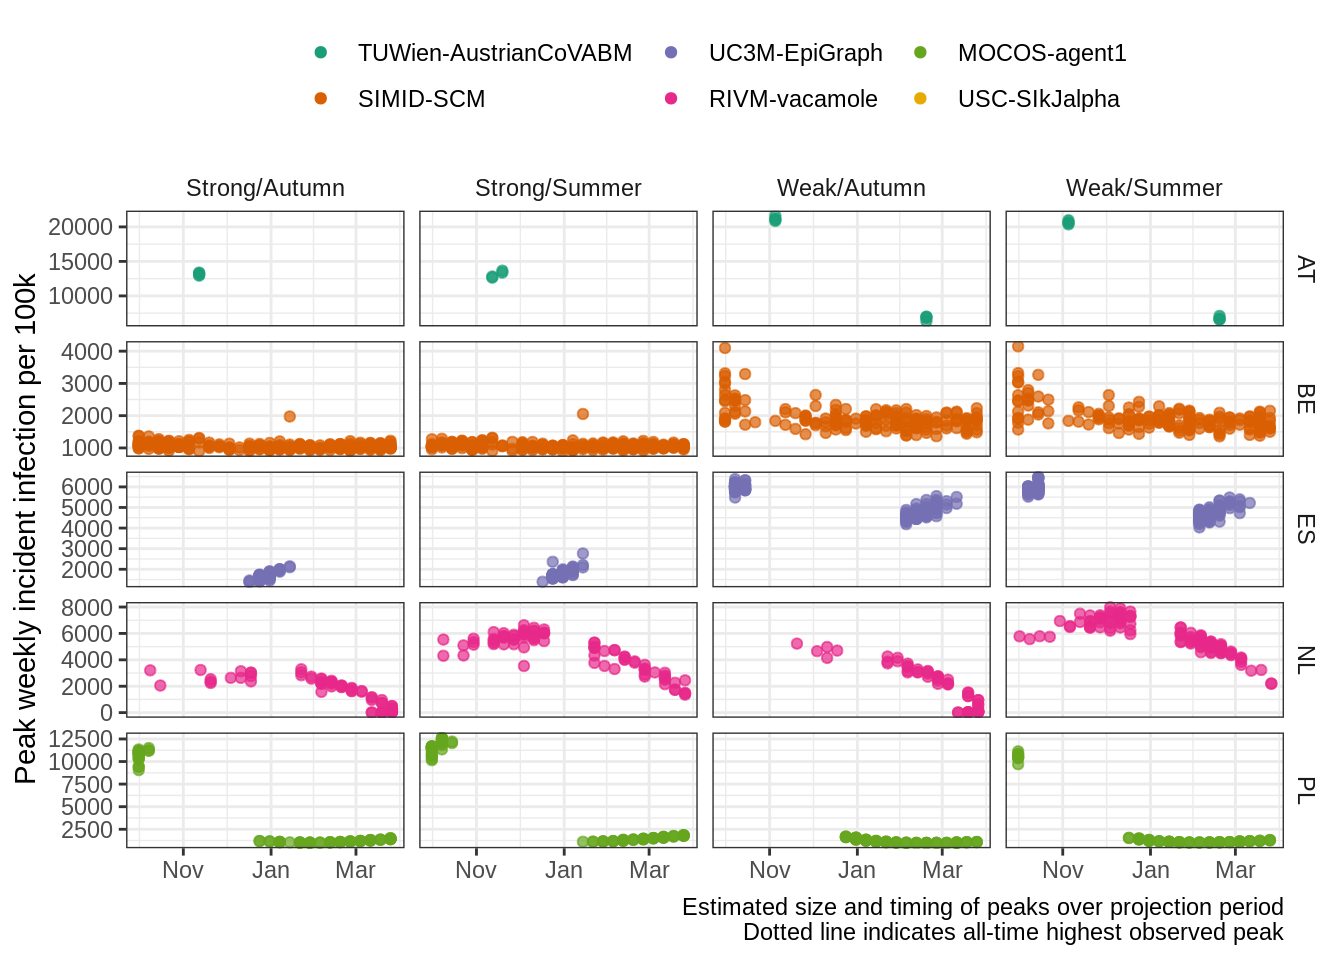 TUWien-AustrianCoVABM UC3M-EpiGraph MOCOS-agent1
SIMID-SCM RIVM-vacamole USC-SIkJalpha
Strong/Autumn Strong/Summer Weak/Autumn Weak/Summer
Peak weekly incident infection per 100k
20000
15000
10000
AT
4000
3000
2000
1000
BE
6000
5000
4000
3000
2000
ES
8000
6000
4000
2000
0
NL
12500
10000
7500
5000
2500
PL
Nov Jan Mar Nov Jan Mar Nov Jan Mar Nov Jan Mar
Estimated size and timing of peaks over projection period
Dotted line indicates all-time highest observed peak